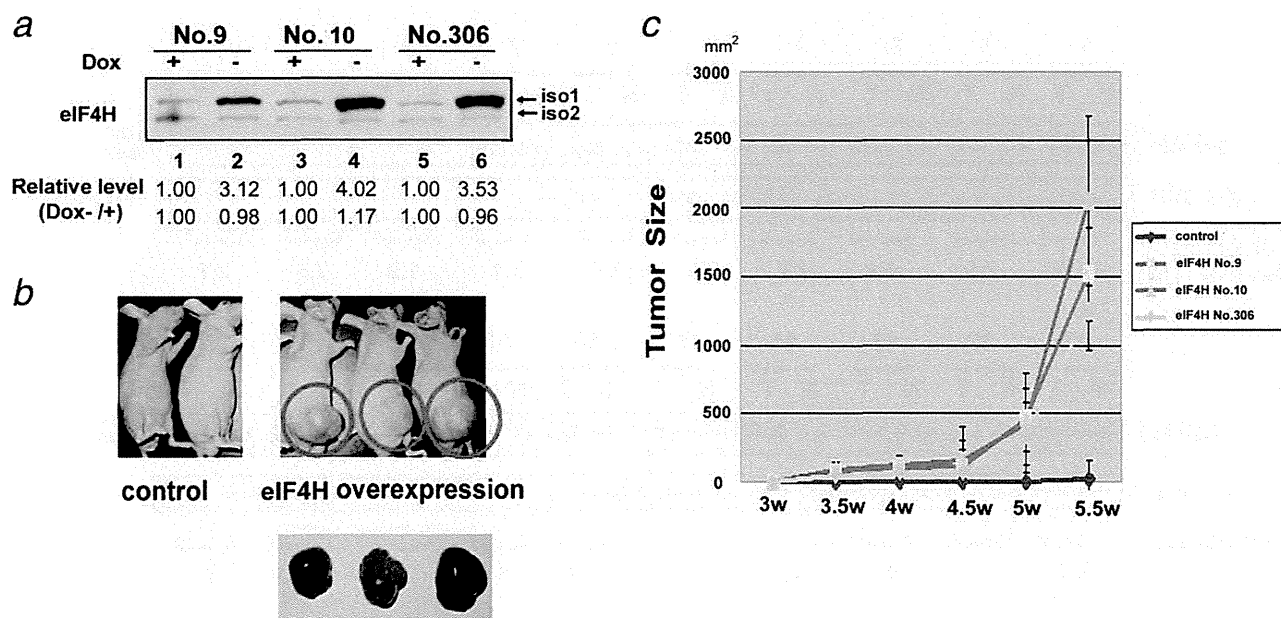 a
No.9 No. 10 No.306
Dox + - + - + -
eIF4H
iso1
iso2
1 2 3 4 5 6
Relative level 1.00 3.12 1.00 4.02 1.00 3.53
(Dox- /+) 1.00 0.98 1.00 1.17 1.00 0.96
b
control eIF4H overexpression
c
mm2
Tumor Size
3000
2500
2000
1500
1000
500
0
3w 3.5w 4w 4.5w 5w 5.5w
control
eIF4H No.9
eIF4H No.10
eIF4H No.306